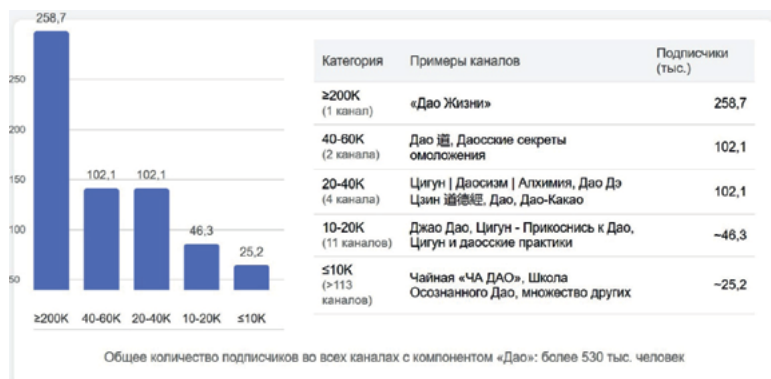 258,7
250
200
150
100
50
102,1
102,1
46,3
25,2
≥200K 40-60K 20-40K 10-20K ≤10K
Категория Примеры каналов Подписчики
(тыс.)
≥200K
(1 канал)
«Дао Жизни» 258,7
40-60K
(2 канала)
Дао 道, Даосские секреты
омоложения
102,1
20-40K
(4 канала)
Цигун | Даосизм | Алхимия, Дао Дэ
Цзин 道德經, Дао, Дао-Какао
102,1
10-20K
(11 каналов)
Джао Дао, Цигун - Прикоснись к Дао,
Цигун и даосские практики
~46,3
≤10K
(>113
каналов)
Чайная «ЧА ДАО», Школа
Осознанного Дао, множество других
~25,2
Общее количество подписчиков во всех каналах с компонентом «Дао»: более 530 тыс. человек